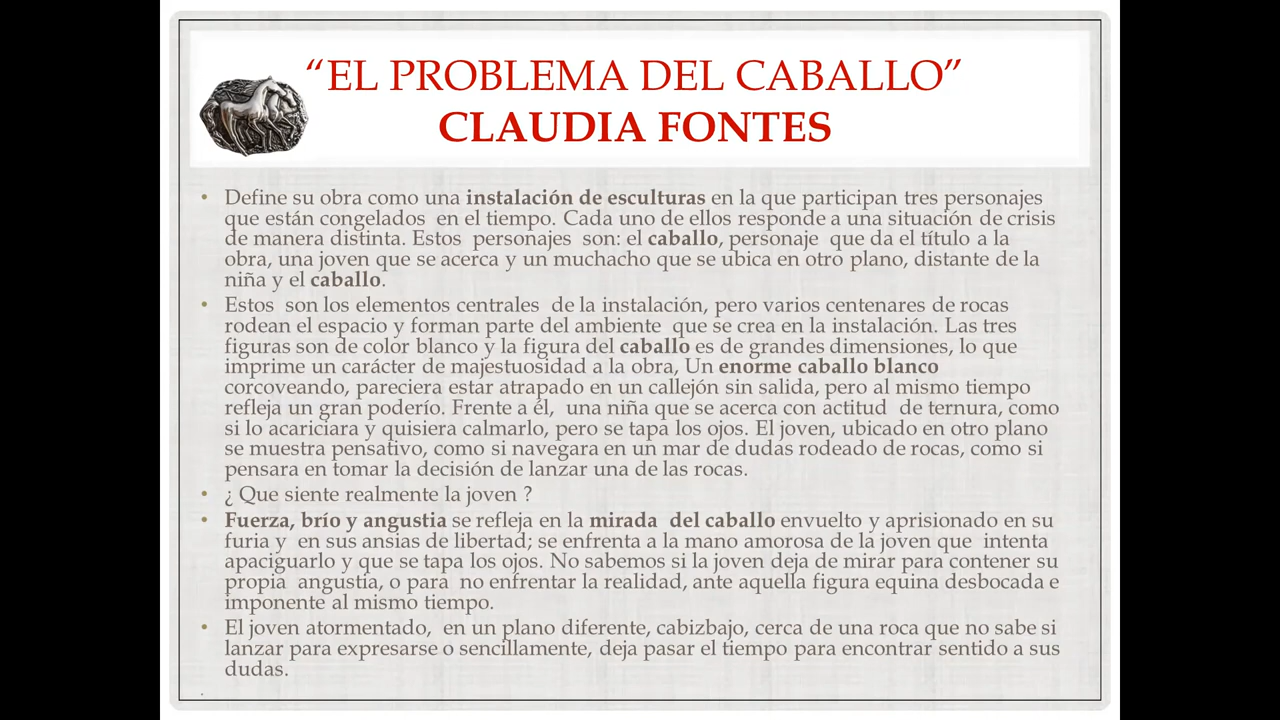 “EL PROBLEMA DEL CABALLO”
CLAUDIA FONTES
• Define su obra como una instalación de esculturas en la que participan tres personajes
que están congelados en el tiempo. Cada uno de ellos responde a una situación de crisis
de manera distinta. Estos personajes son: el caballo, personaje que da el título a la
obra, una joven que se acerca y un muchacho que se ubica en otro plano, distante de la
niña y el caballo.
• Estos son los elementos centrales de la instalación, pero varios centenares de rocas
rodean el espacio y forman parte del ambiente que se crea en la instalación. Las tres
figuras son de color blanco y la figura del caballo es de grandes dimensiones, lo que
imprime un carácter de majestuosidad a la obra, Un enorme caballo blanco
corcoveando, pareciera estar atrapado en un callejón sin salida, pero al mismo tiempo
refleja un gran poderío. Frente a él, una niña que se acerca con actitud de ternura, como
si lo acariciara y quisiera calmarlo, pero se tapa los ojos. El joven, ubicado en otro plano
se muestra pensativo, como si navegara en un mar de dudas rodeado de rocas, como si
pensara en tomar la decisión de lanzar una de las rocas.
• ¿ Que siente realmente la joven ?
• Fuerza, brío y angustia se refleja en la mirada del caballo envuelto y aprisionado en su
furia y en sus ansias de libertad; se enfrenta a la mano amorosa de la joven que intenta
apaciguarlo y que se tapa los ojos. No sabemos si la joven deja de mirar para contener su
propia angustia, o para no enfrentar la realidad, ante aquella figura equina desbocada e
imponente al mismo tiempo.
• El joven atormentado, en un plano diferente, cabizbajo, cerca de una roca que no sabe si
lanzar para expresarse o sencillamente, deja pasar el tiempo para encontrar sentido a sus
dudas.
.